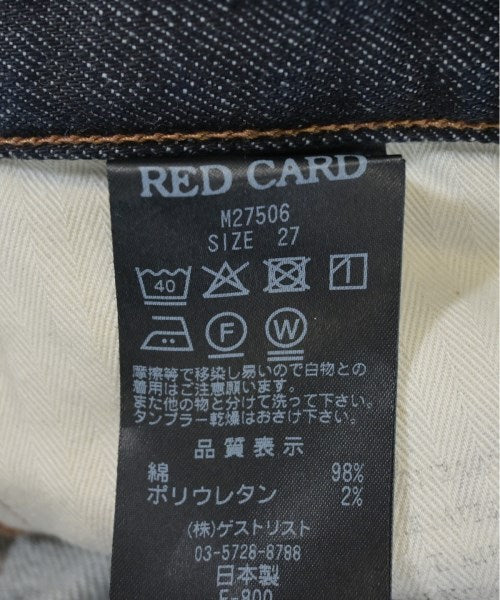 RED CARD
M27506
SIZE 27
40
F W
摩擦等で移染し易いので白物との
着用はご注意願います。
また他の物と分けて洗って下さい。
タンブラー乾燥はおさけ下さい。
品質表示
綿 98%
ポリウレタン 2%
(株)ゲストリスト
03-5728-8788
日本製
F-800